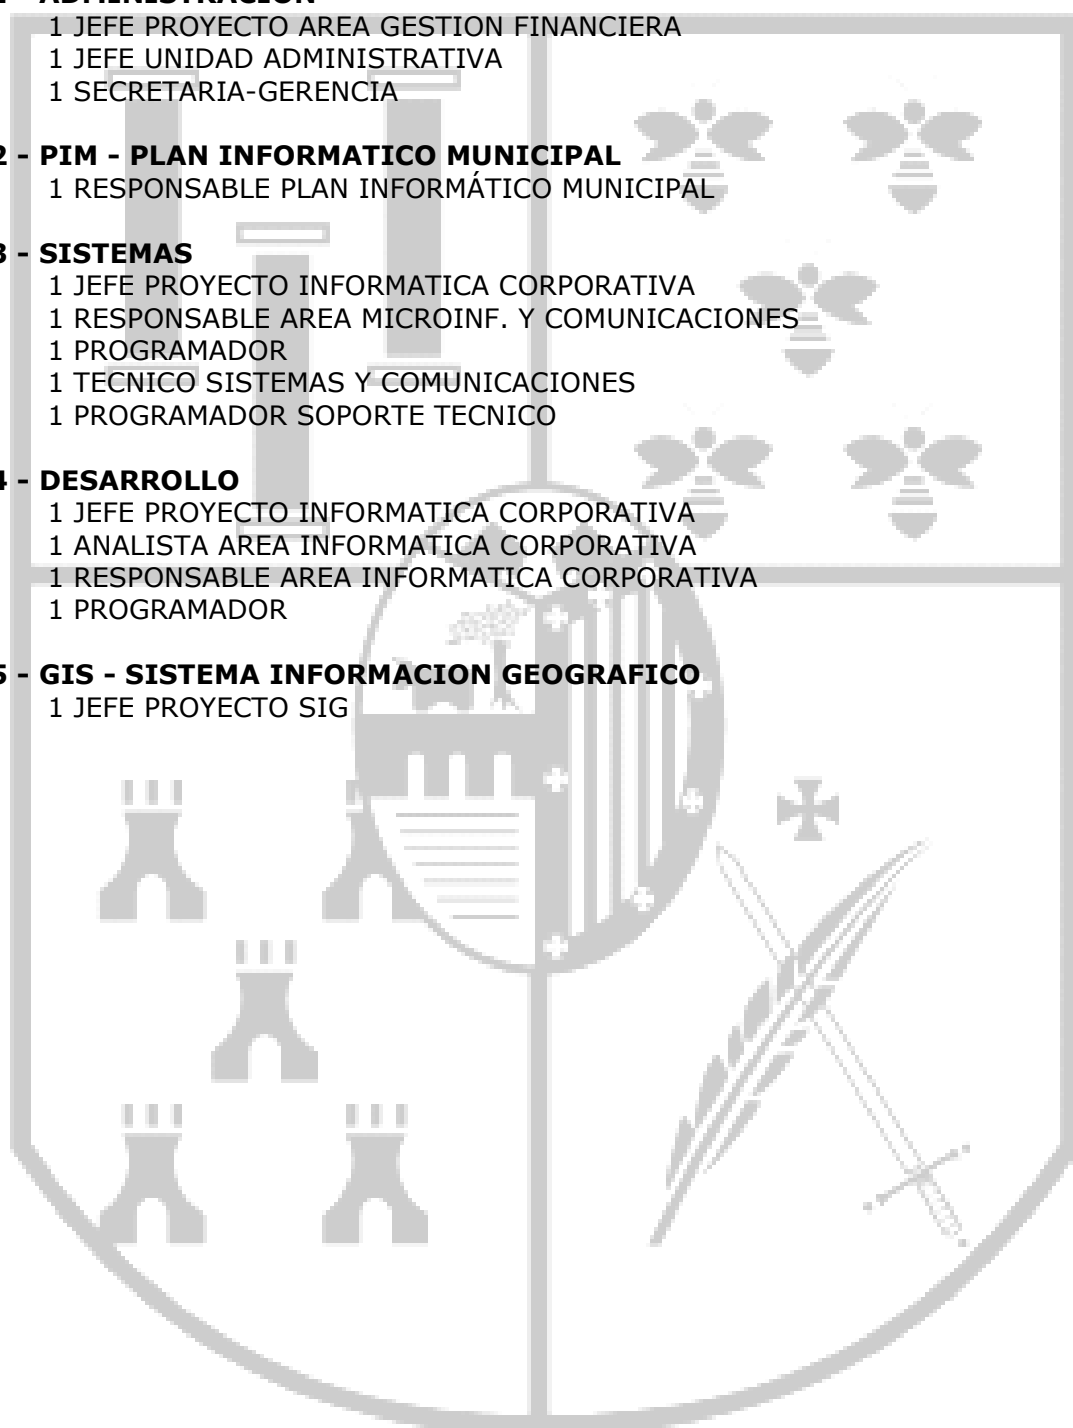 ADMINISTRACION
1 JEFE PROYECTO AREA GESTION FINANCIERA
1 JEFE UNIDAD ADMINISTRATIVA
1 SECRETARIA-GERENCIA
2 - PIM - PLAN INFORMATICO MUNICIPAL
1 RESPONSABLE PLAN INFORMÁTICO MUNICIPAL
3 - SISTEMAS
1 JEFE PROYECTO INFORMATICA CORPORATIVA
1 RESPONSABLE AREA MICROINF. Y COMUNICACIONES
1 PROGRAMADOR
1 TECNICO SISTEMAS Y COMUNICACIONES
1 PROGRAMADOR SOPORTE TECNICO
4 - DESARROLLO
1 JEFE PROYECTO INFORMATICA CORPORATIVA
1 ANALISTA AREA INFORMATICA CORPORATIVA
1 RESPONSABLE AREA INFORMATICA CORPORATIVA
1 PROGRAMADOR
5 - GIS - SISTEMA INFORMACION GEOGRAFICO
1 JEFE PROYECTO SIG